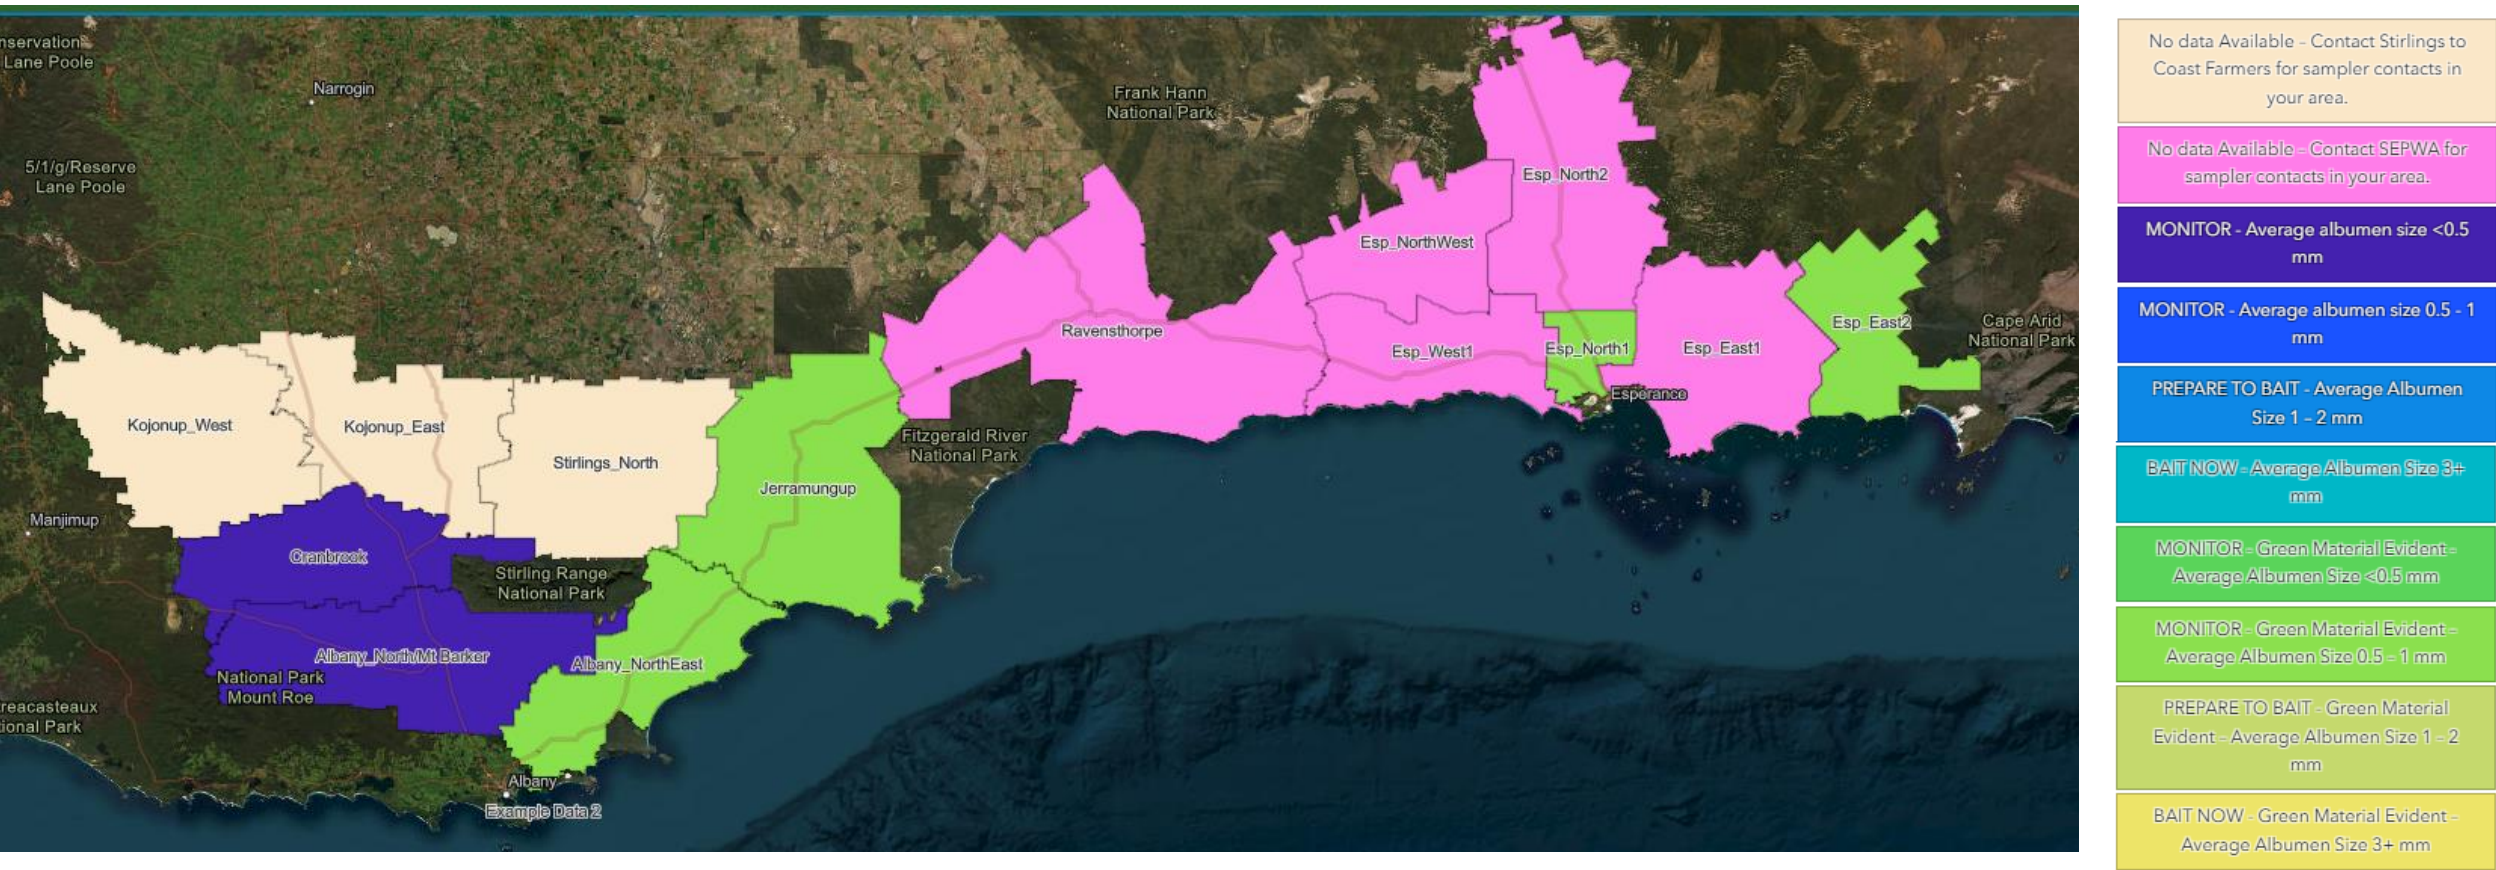 nservation
Lane Poole
Narrogin
5/1/g/Reserve
Lane Poole
Frank Hann
National Park
Esp_North2
Esp_NorthWest
Ravensthorpe
Esp_West1
Esp_North1
Esp_East1
Esp_East2
Cape Arid
National Park
Esperance
Kojonup_West
Kojonup_East
Stirlings_North
Fitzgerald River
National Park
Jerramungup
Manjimup
Cranbrook
Stirling Range
National Park
Albany_North/Mt Barker
Albany_NorthEast
National Park
Mount Roe
reacasteaux
ional Park
Albany
Example Data 2
No data Available - Contact Stirlings to
Coast Farmers for sampler contacts in
your area.
No data Available - Contact SEPWA for
sampler contacts in your area.
MONITOR - Average albumen size <0.5
mm
MONITOR - Average albumen size 0.5 - 1
mm
PREPARE TO BAIT - Average Albumen
Size 1 - 2 mm
BAIT NOW - Average Albumen Size 3+
mm
MONITOR - Green Material Evident -
Average Albumen Size <0.5 mm
MONITOR - Green Material Evident -
Average Albumen Size 0.5 - 1 mm
PREPARE TO BAIT - Green Material
Evident - Average Albumen Size 1 - 2
mm
BAIT NOW - Green Material Evident -
Average Albumen Size 3+ mm